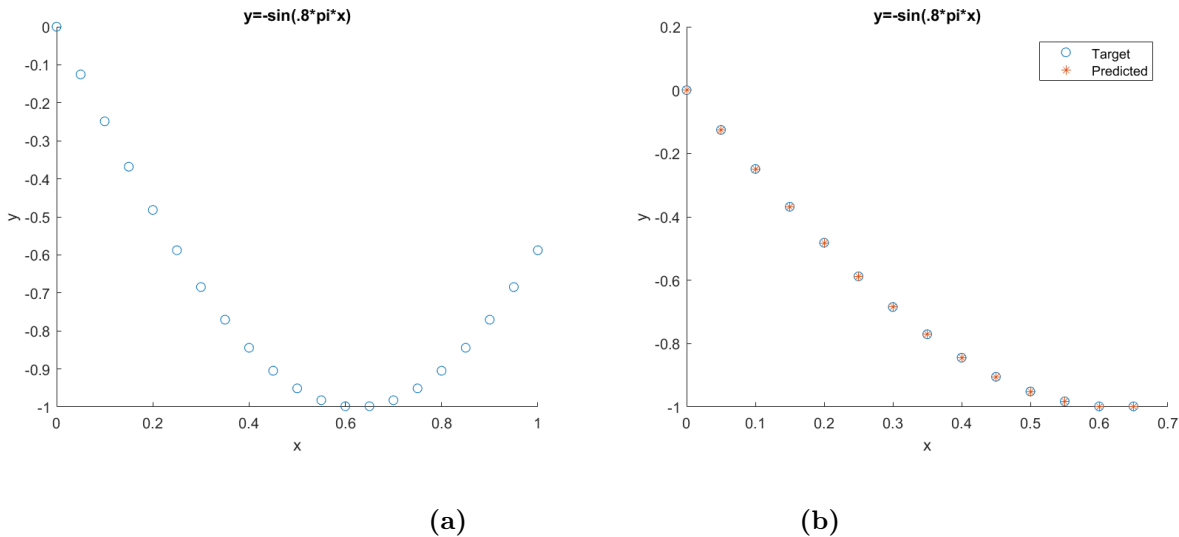 y=-sin(.8*pi*x)
0
-0.1
-0.2
-0.3
-0.4
-0.5
-0.6
-0.7
-0.8
-0.9
-1
y
0 0.2 0.4 0.6 0.8 1
x
(a)
y=-sin(.8*pi*x)
0.2
0
-0.2
-0.4
-0.6
-0.8
-1
y
Target
Predicted
0 0.1 0.2 0.3 0.4 0.5 0.6 0.7
x
(b)